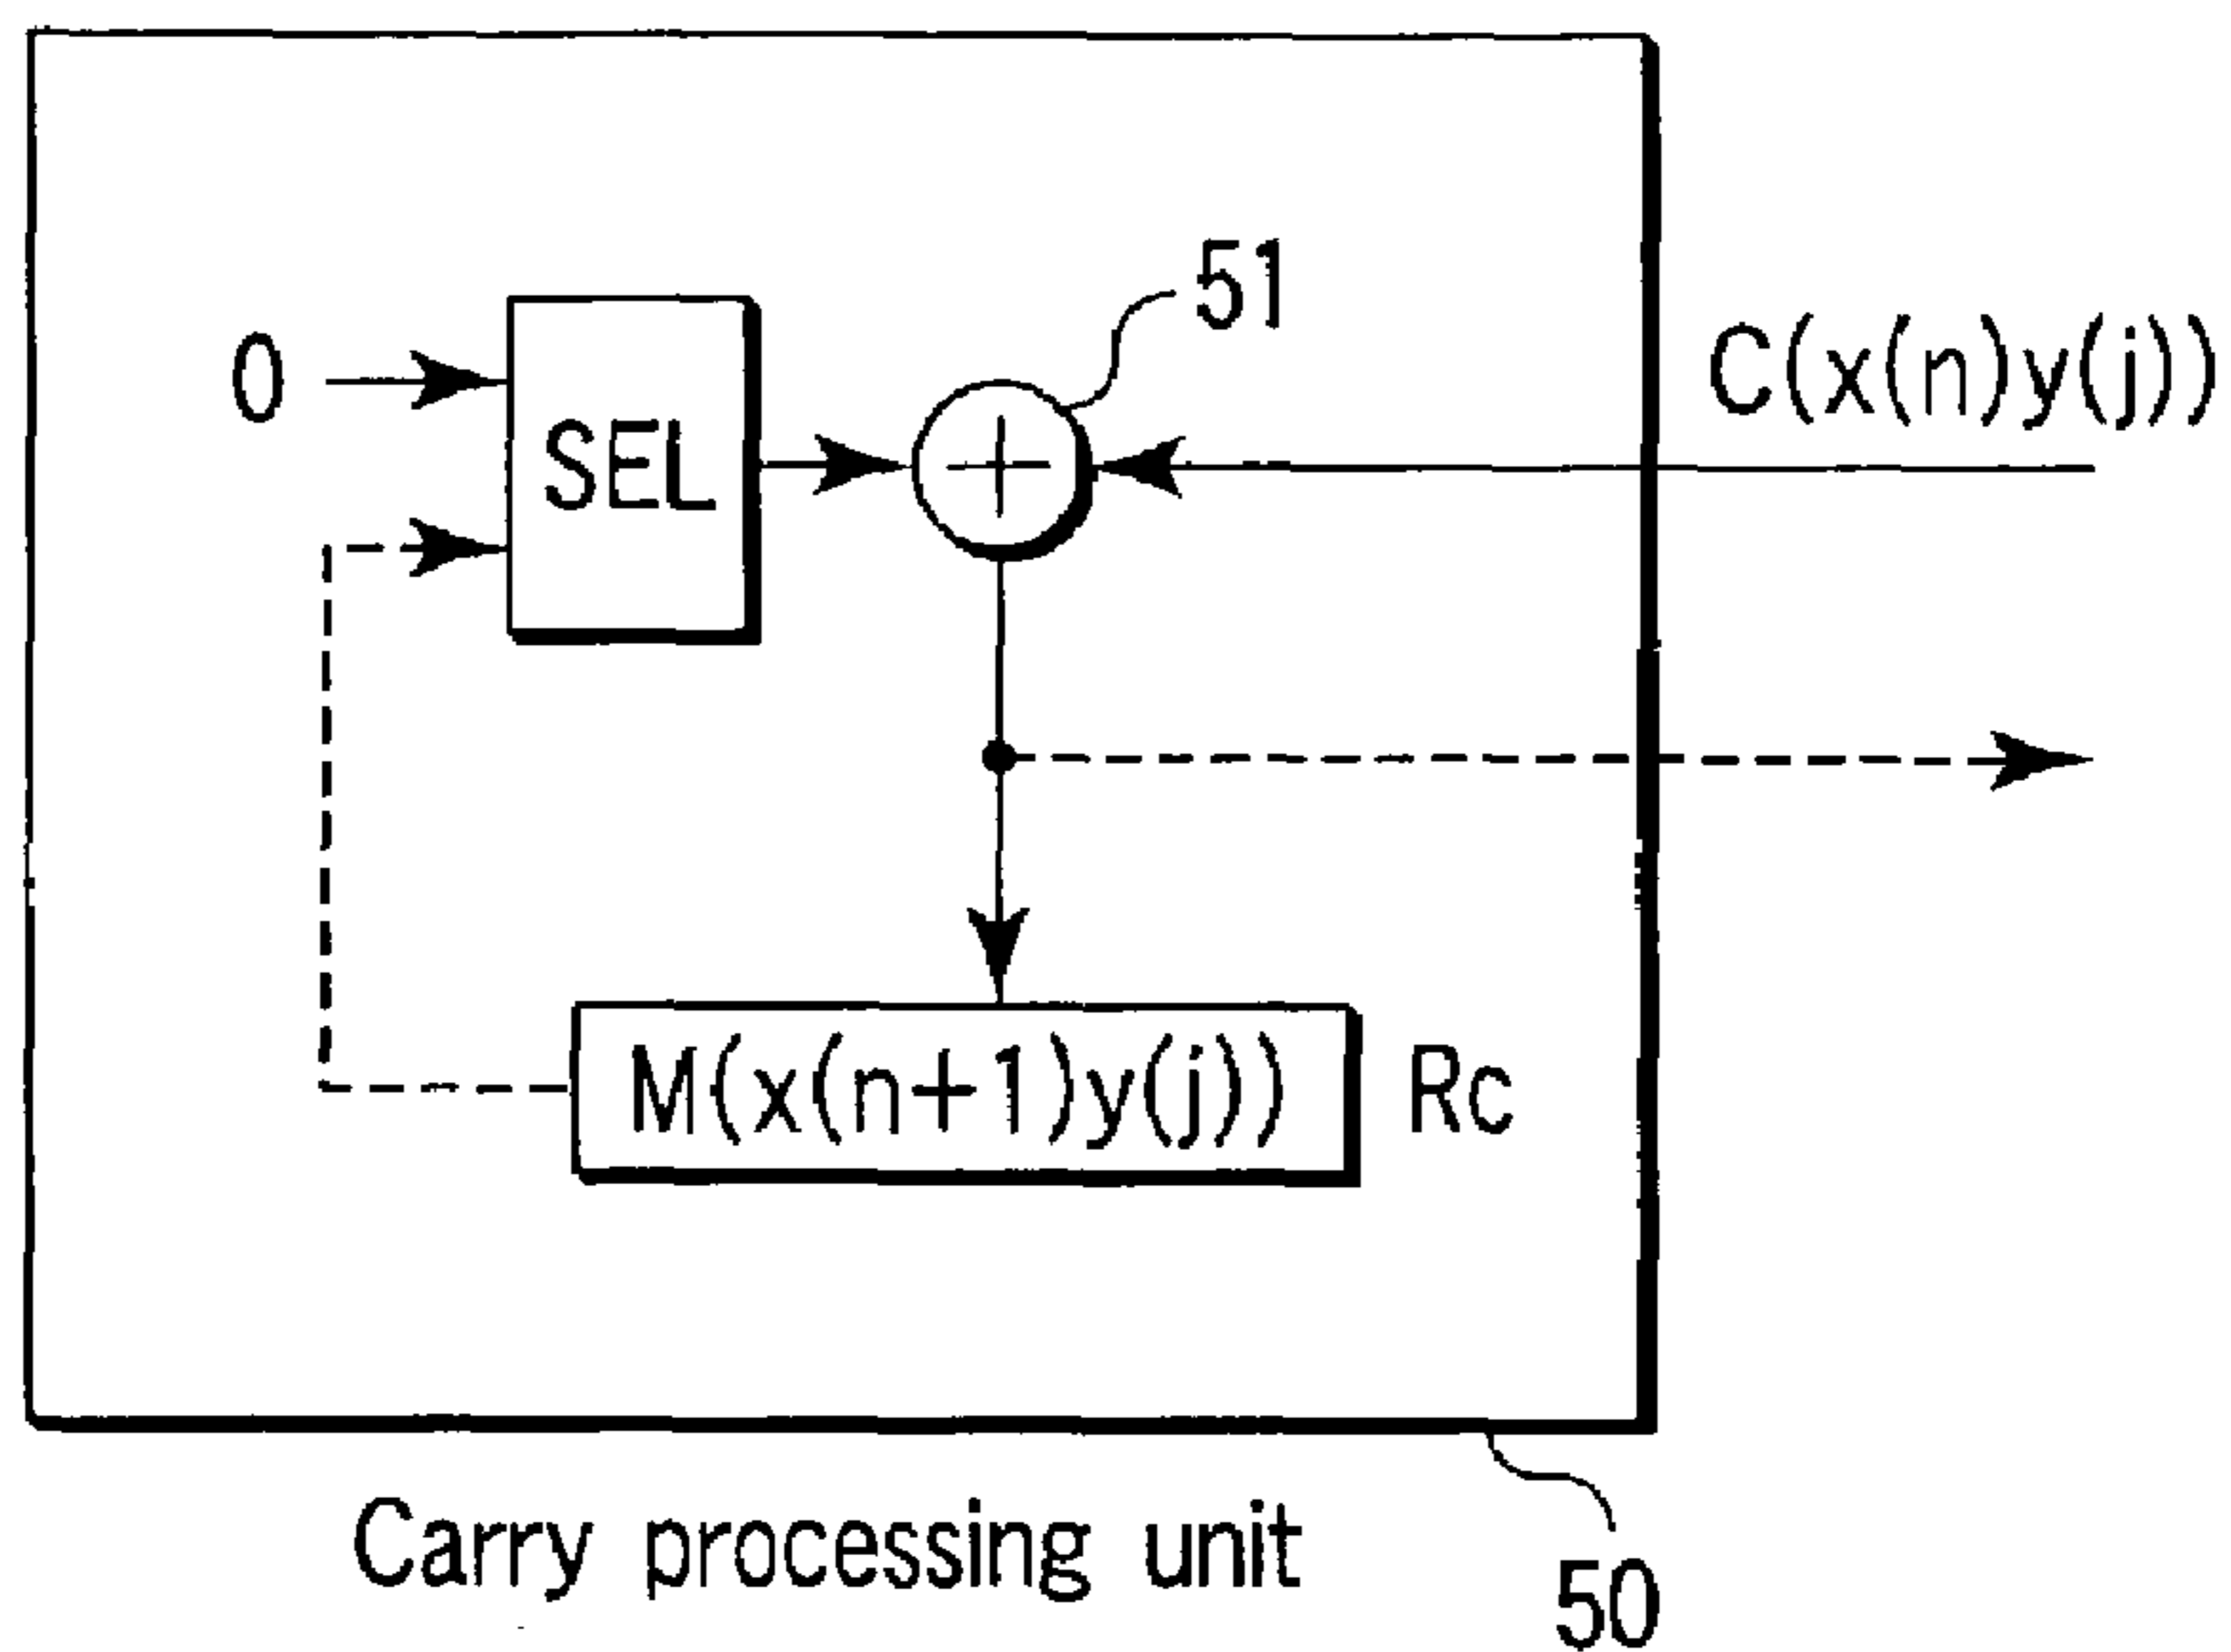 51
0
SEL
C(x(n)y(j))
M(x(n+1)y(j))
Rc
Carry processing unit
50